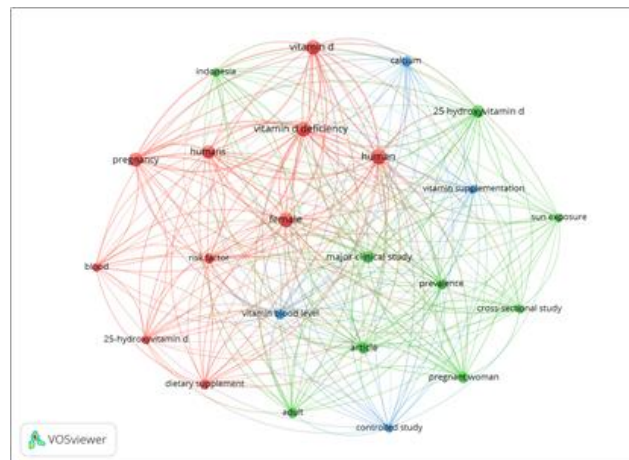 vitamin d
calcium
indonesia
25-hydroxyvitamin d
vitamin d deficiency
humans
human
pregnancy
vitamin supplementation
female
sun exposure
risk factor
major clinical study
blood
prevalence
cross-sectional study
vitamin blood level
25-hydroxyvitamin d
article
pregnant woman
dietary supplement
adult
controlled study
VOSviewer